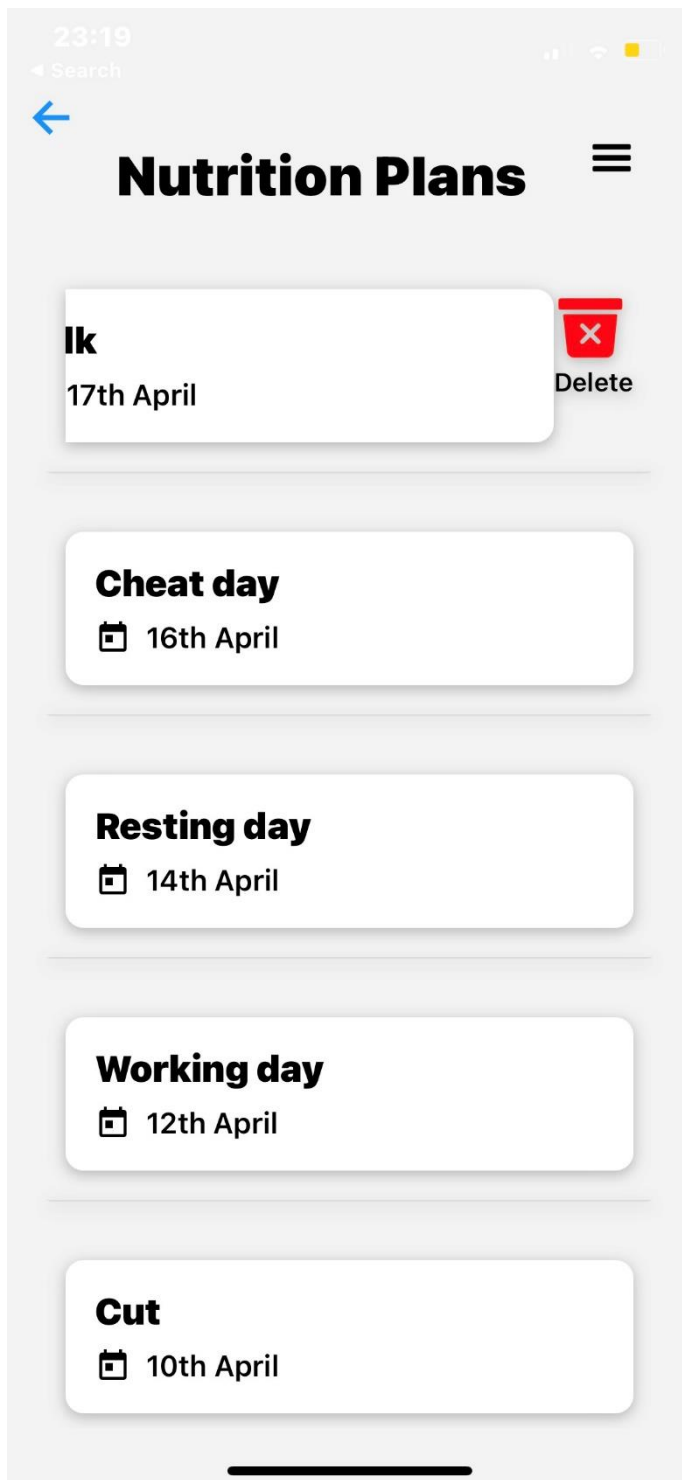 23:19
◀ Search
Nutrition Plans
lk
17th April
Delete
Cheat day
16th April
Resting day
14th April
Working day
12th April
Cut
10th April